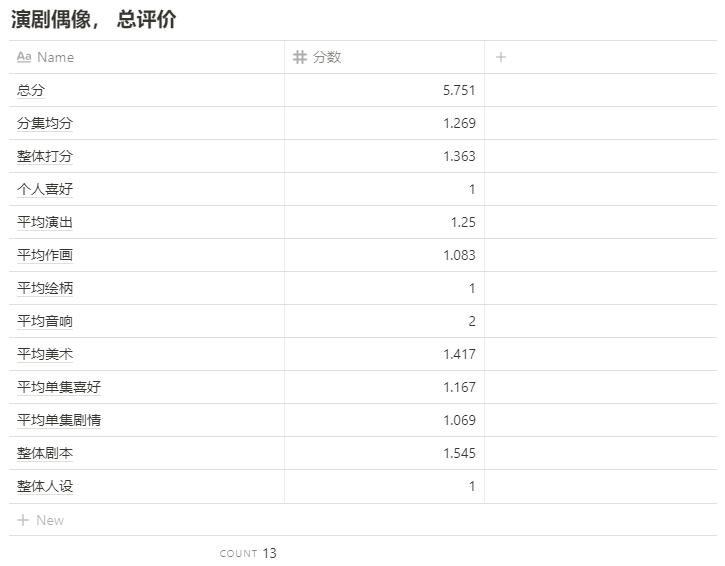 演剧偶像， 总评价
Aa Name # 分数 +
总分 5.751
分集均分 1.269
整体打分 1.363
个人喜好 1
平均演出 1.25
平均作画 1.083
平均绘柄 1
平均音响 2
平均美术 1.417
平均单集喜好 1.167
平均单集剧情 1.069
整体剧本 1.545
整体人设 1
+ New
COUNT 13